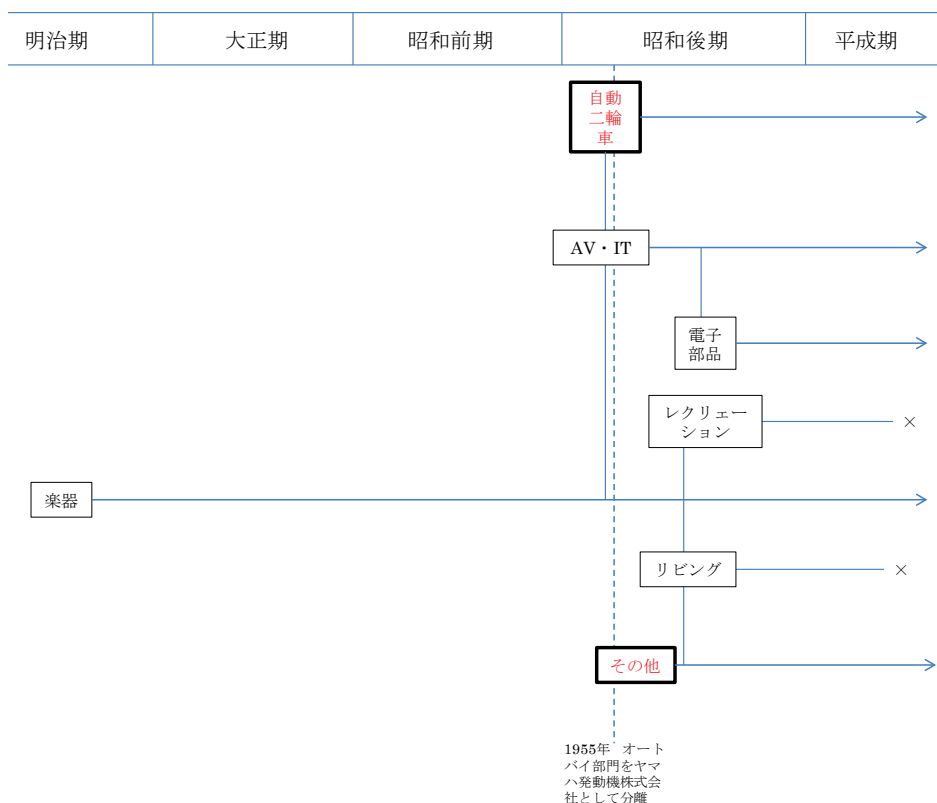 明治期 大正期 昭和前期 昭和後期 平成期
自動
二輪
車
AV・IT
電子
部品
レクリェー
ション
×
楽器
リビング
×
その他
1955年 オート
バイ部門をヤマ
ハ発動機株式会
社として分離